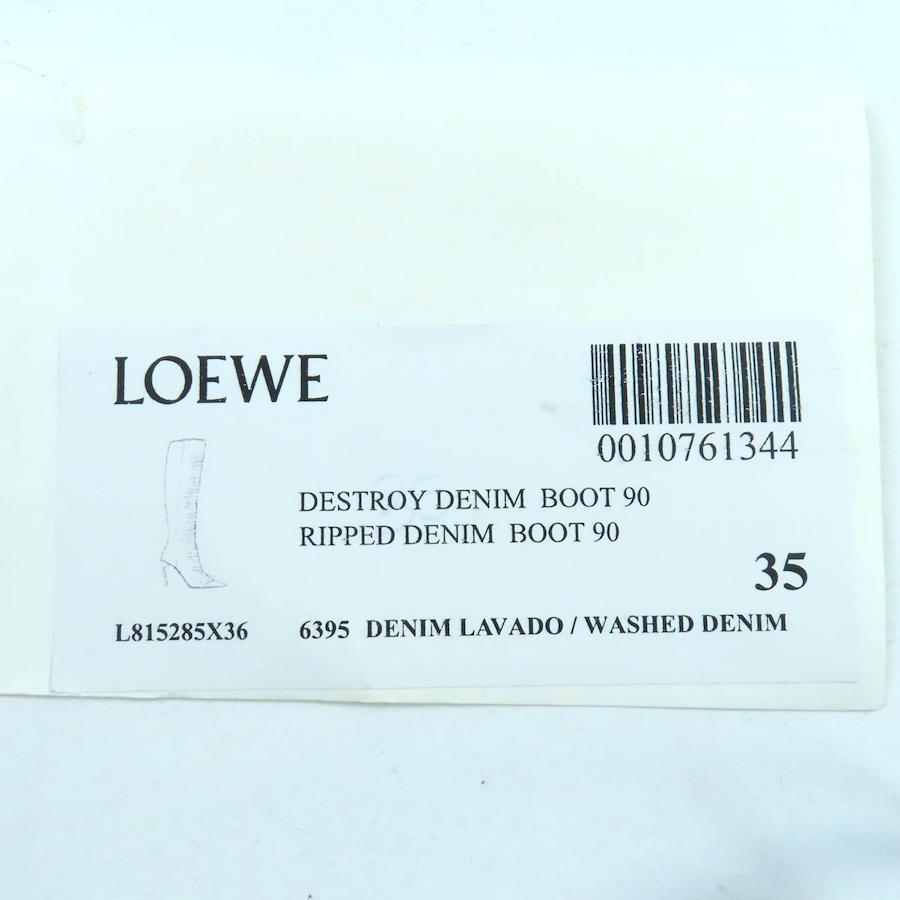 LOEWE
0010761344
DESTROY DENIM BOOT 90
RIPPED DENIM BOOT 90
35
L815285X36 6395 DENIM LAVADO / WASHED DENIM